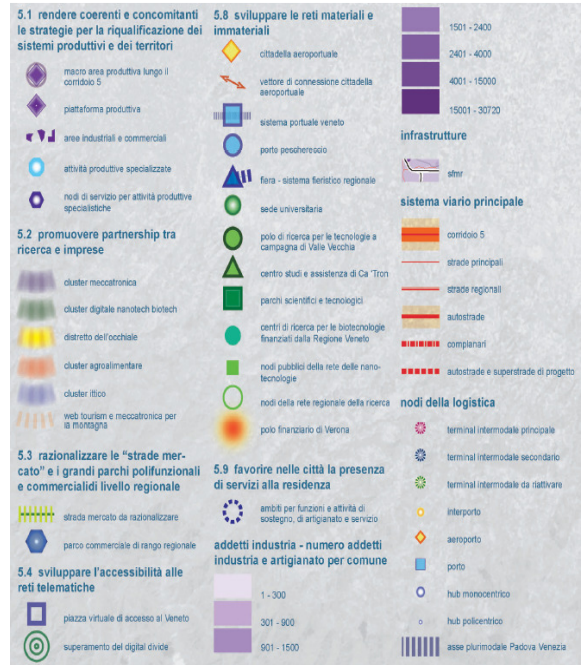 5.1 rendere coerenti e concomitanti
le strategie per la riqualificazione dei
sistemi produttivi e dei territori
macro area produttiva lungo il
corridoio 5
piattaforma produttiva
aree industriali e commerciali
attività produttive specializzate
nodi di servizio per attività produttive
specialistiche
5.2 promuovere partnership tra
ricerca e imprese
cluster meccatronica
cluster digitale nanotech biotech
distretto dell'occhiale
cluster agroalimentare
cluster ittico
web tourism e meccatronica per
la montagna
5.3 razionalizzare le "strade mer-
cato" e i grandi parchi polifunzionali
e commercialidi livello regionale
strada mercato da razionalizzare
parco commerciale di rango regionale
5.4 sviluppare l'accessibilità alle
reti telematiche
piazza virtuale di accesso al Veneto
superamento del digital divide
5.8 sviluppare le reti materiali e
immateriali
cittadella aeroportuale
vettore di connessione cittadella
aeroportuale
sistema portuale veneto
porto peschereccio
fiera - sistema fieristico regionale
sede universitaria
polo di ricerca per le tecnologie a
campagna di Valle Vecchia
centro studi e assistenza di Ca 'Tron
parchi scientifici e tecnologici
centri di ricerca per le biotecnologie
finanziati dalla Regione Veneto
nodi pubblici della rete delle nano-
tecnologie
nodi della rete regionale della ricerca
polo finanziario di Verona
5.9 favorire nelle città la presenza
di servizi alla residenza
ambiti per funzioni e attività di
sostegno, di artigianato e servizio
addetti industria - numero addetti
industria e artigianato per comune
1 - 300
301 - 900
901 - 1500
1501 - 2400
2401 - 4000
4001 - 15000
15001 - 30720
infrastrutture
sfmr
sistema viario principale
corridoio 5
strade principali
strade regionali
autostrade
complanari
autostrade e superstrade di progetto
nodi della logistica
terminal intermodale principale
terminal intermodale secondario
terminal intermodale da riattivare
interporto
aeroporto
porto
hub monocentrico
hub policentrico
asse plurimodale Padova Venezia